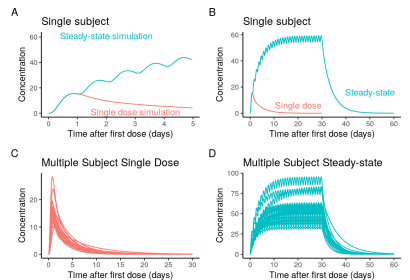 A
Single subject
Steady-state simulation
Single dose simulation
Concentration
60
40
20
0
0 1 2 3 4 5
Time after first dose (days)
B
Single subject
Steady-state
Single dose
Concentration
60
40
20
0
0 10 20 30 40 50 60
Time after first dose (days)
C
Multiple Subject Single Dose
Concentration
20
10
0
0 5 10 15 20 25 30
Time after first dose (days)
D
Multiple Subject Steady-state
Concentration
100
75
50
25
0
0 10 20 30 40 50 60
Time after first dose (days)